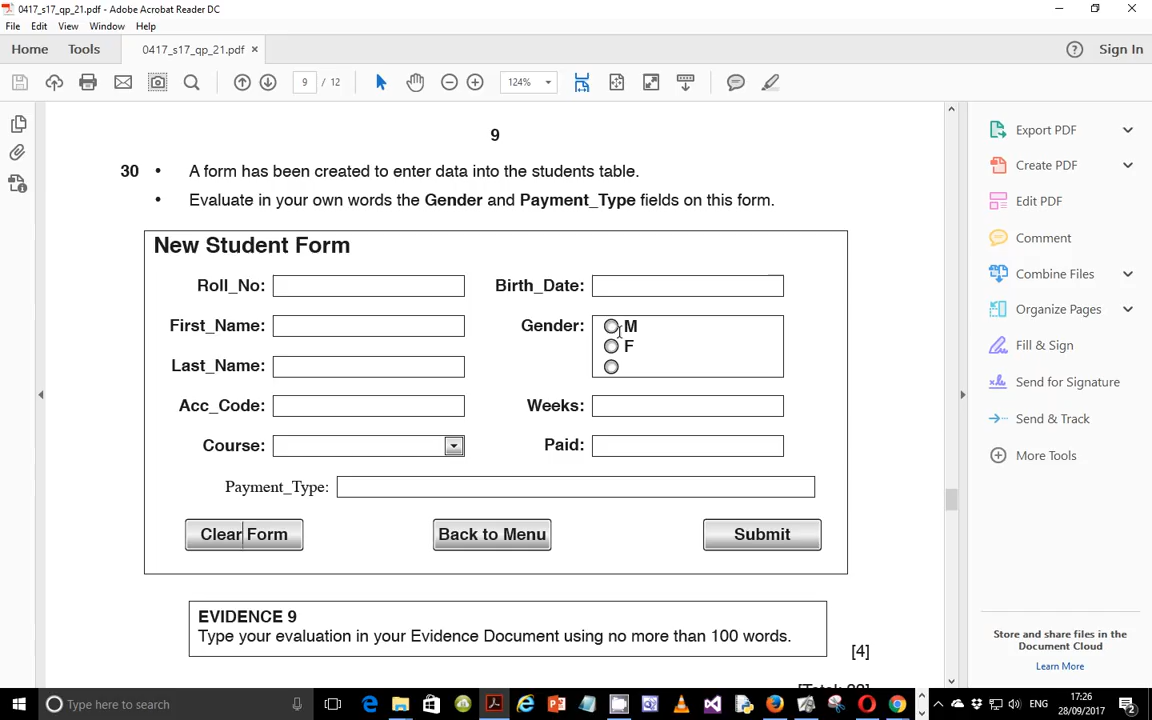 0417_s17_qp_21.pdf - Adobe Acrobat Reader DC
File Edit View Window Help
Home Tools 0417_s17_qp_21.pdf × Sign In
9 / 12 124%
9
30 • A form has been created to enter data into the students table.
• Evaluate in your own words the Gender and Payment_Type fields on this form.
New Student Form
Roll_No: Birth_Date:
First_Name: Gender: M
F
Last_Name:
Acc_Code: Weeks:
Course: Paid:
Payment_Type:
Clear Form Back to Menu Submit
EVIDENCE 9
Type your evaluation in your Evidence Document using no more than 100 words.
[4]
Export PDF
Create PDF
Edit PDF
Comment
Combine Files
Organize Pages
Fill & Sign
Send for Signature
Send & Track
More Tools
Store and share files in the
Document Cloud
Learn More
Type here to search
ENG
17:26
28/09/2017
2